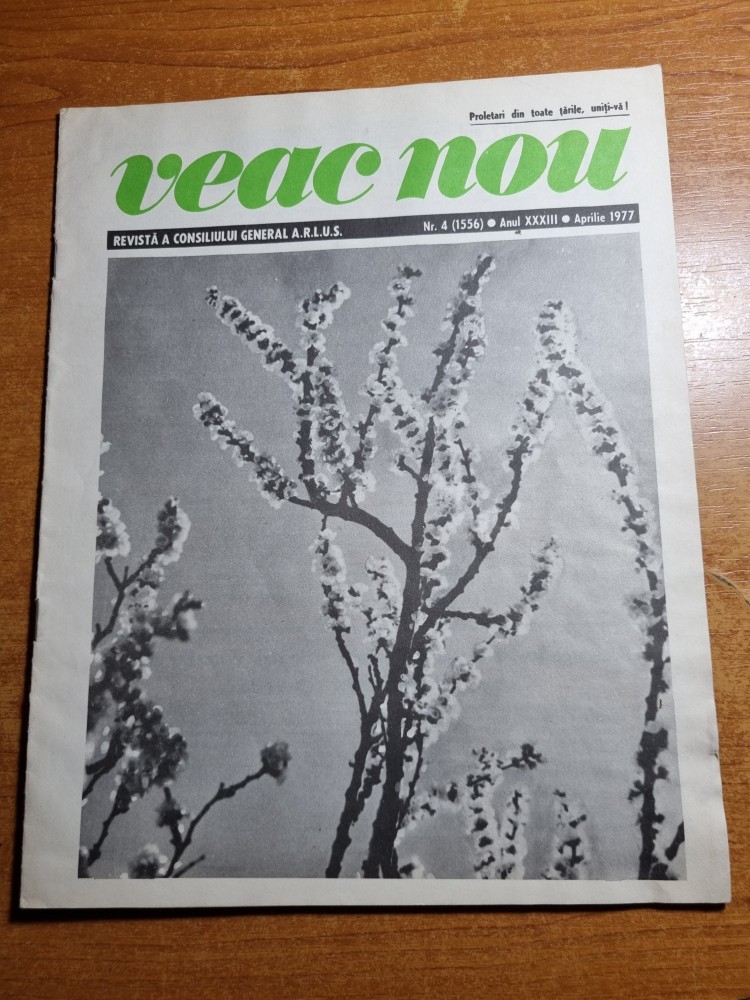 Proletari din toate țările, uniți-vă!
veac nou
REVISTĂ A CONSILIULUI GENERAL A.R.L.U.S. Nr. 4 (1556) ● Anul XXXIII ● Aprilie 1977